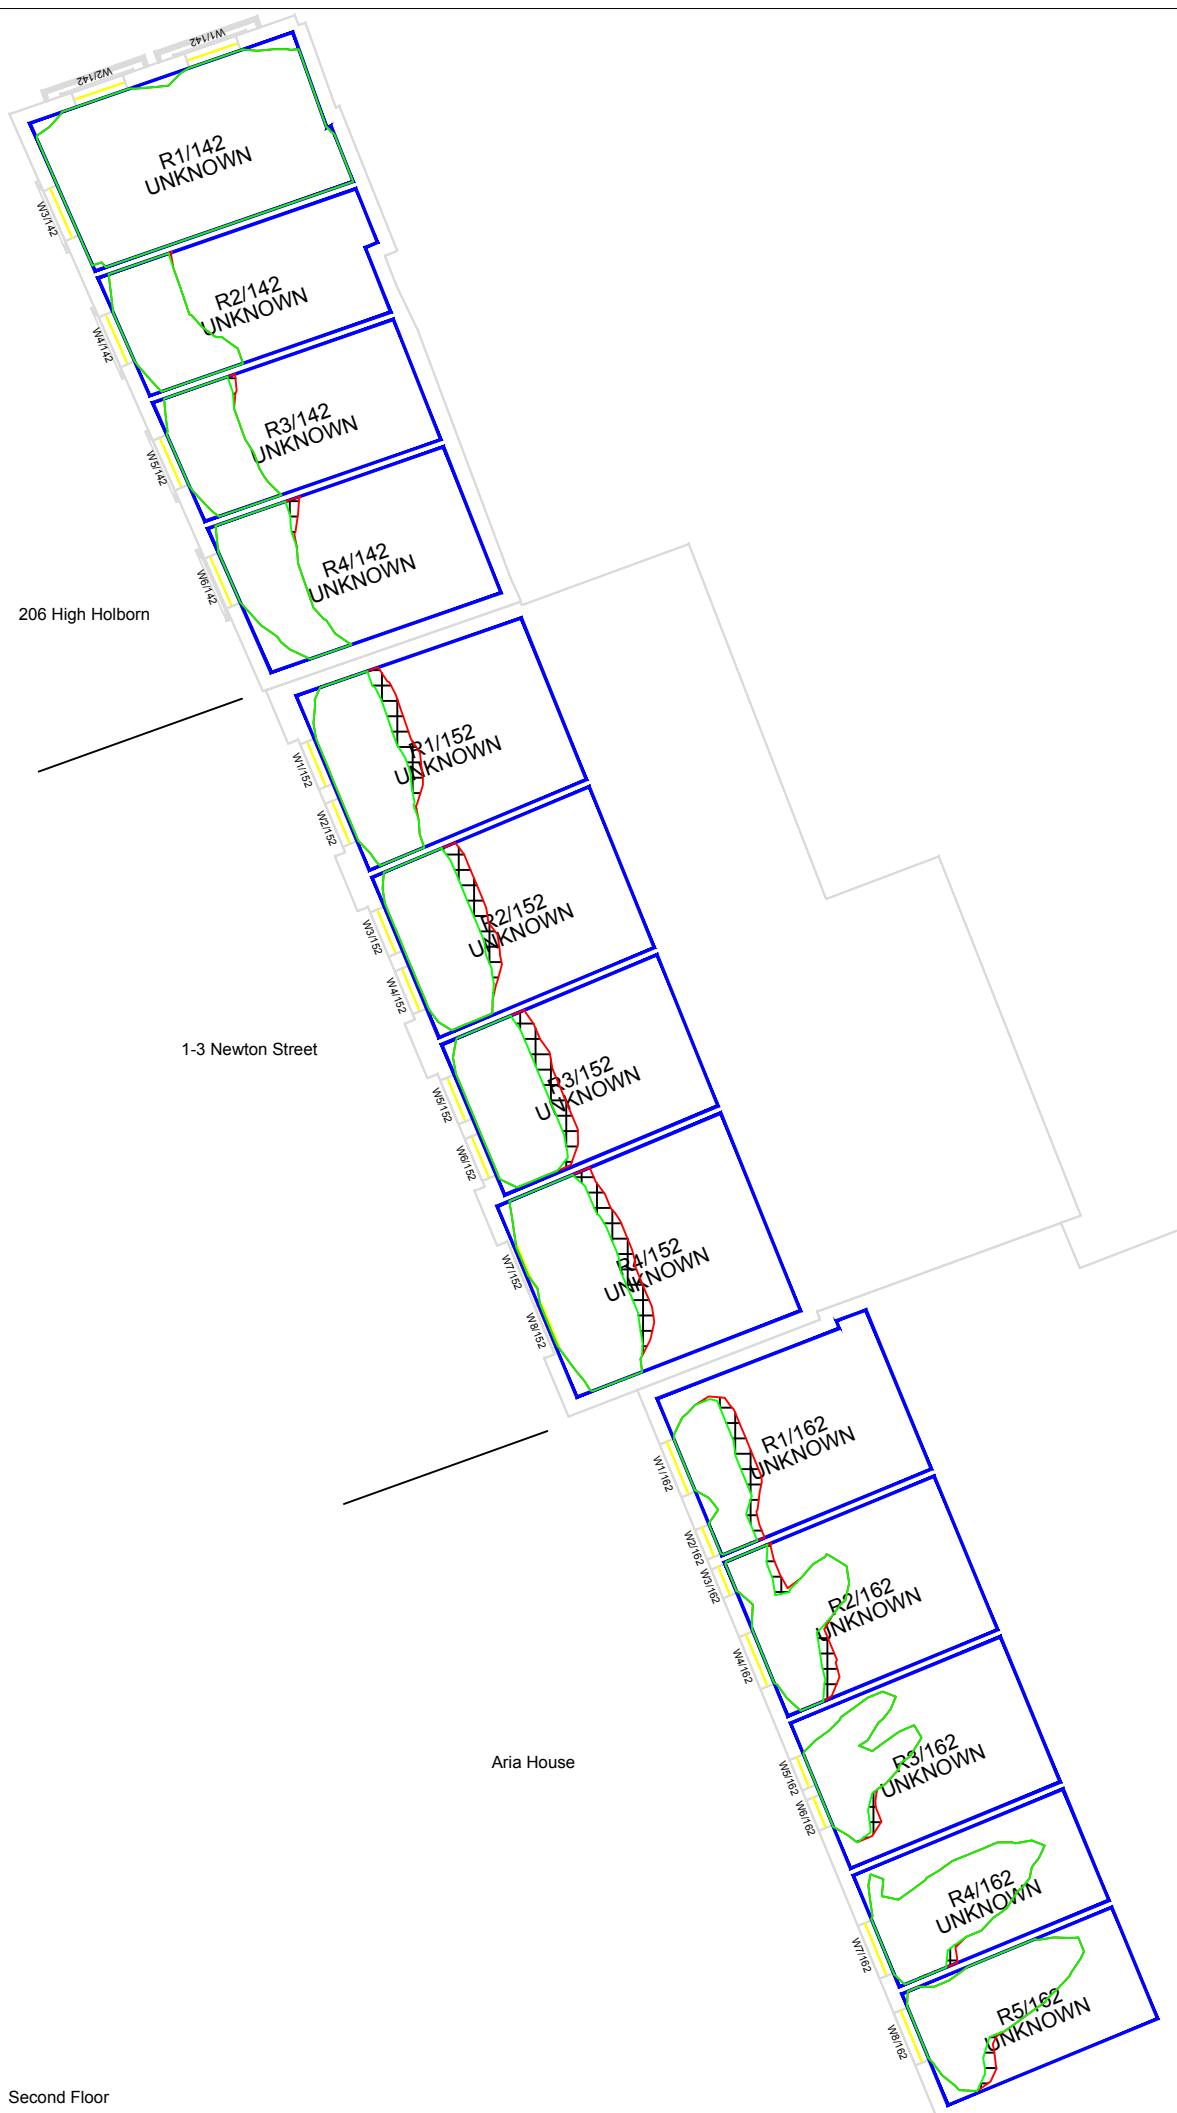 W1/142
W2/142
R1/142
UNKNOWN
W3/142
R2/142
UNKNOWN
W4/142
R3/142
UNKNOWN
W5/142
R4/142
UNKNOWN
W6/142
206 High Holborn
R1/152
UNKNOWN
W1/152
W2/152
R2/152
UNKNOWN
W3/152
W4/152
1-3 Newton Street
R3/152
UNKNOWN
W5/152
W6/152
R4/152
UNKNOWN
W7/152
W8/152
R1/162
UNKNOWN
W1/162
W2/162
W3/162
R2/162
UNKNOWN
W4/162
Aria House
R3/162
UNKNOWN
W5/162
W6/162
R4/162
UNKNOWN
W7/162
R5/162
UNKNOWN
W8/162
Second Floor